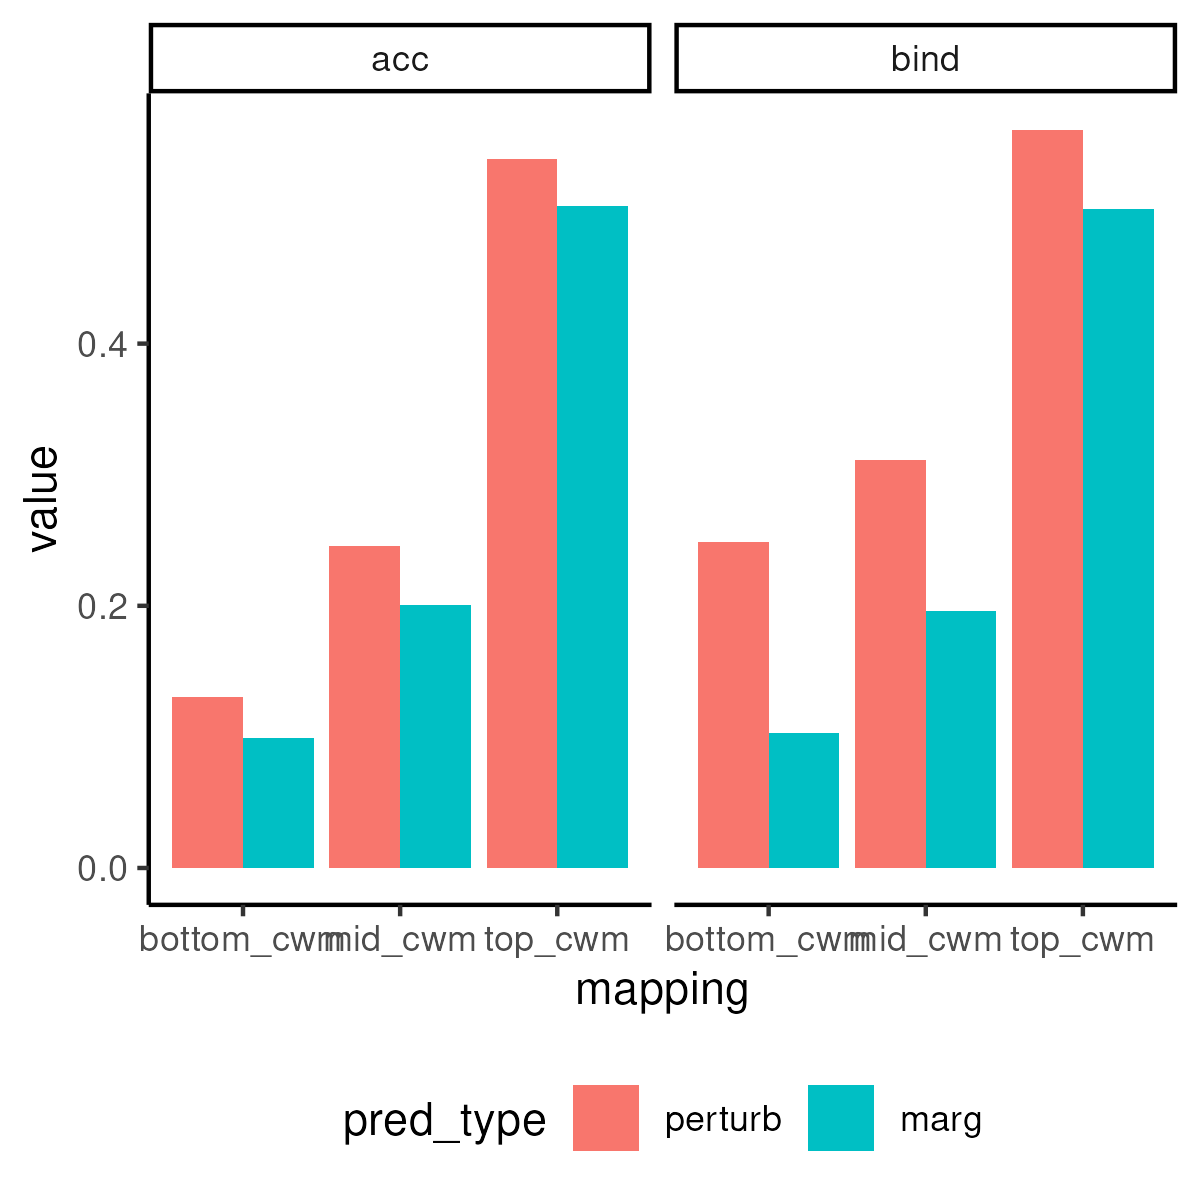 acc bind
value
0.4
0.2
0.0
bottom_cwm mid_cwm top_cwm bottom_cwm mid_cwm top_cwm
mapping
pred_type perturb marg